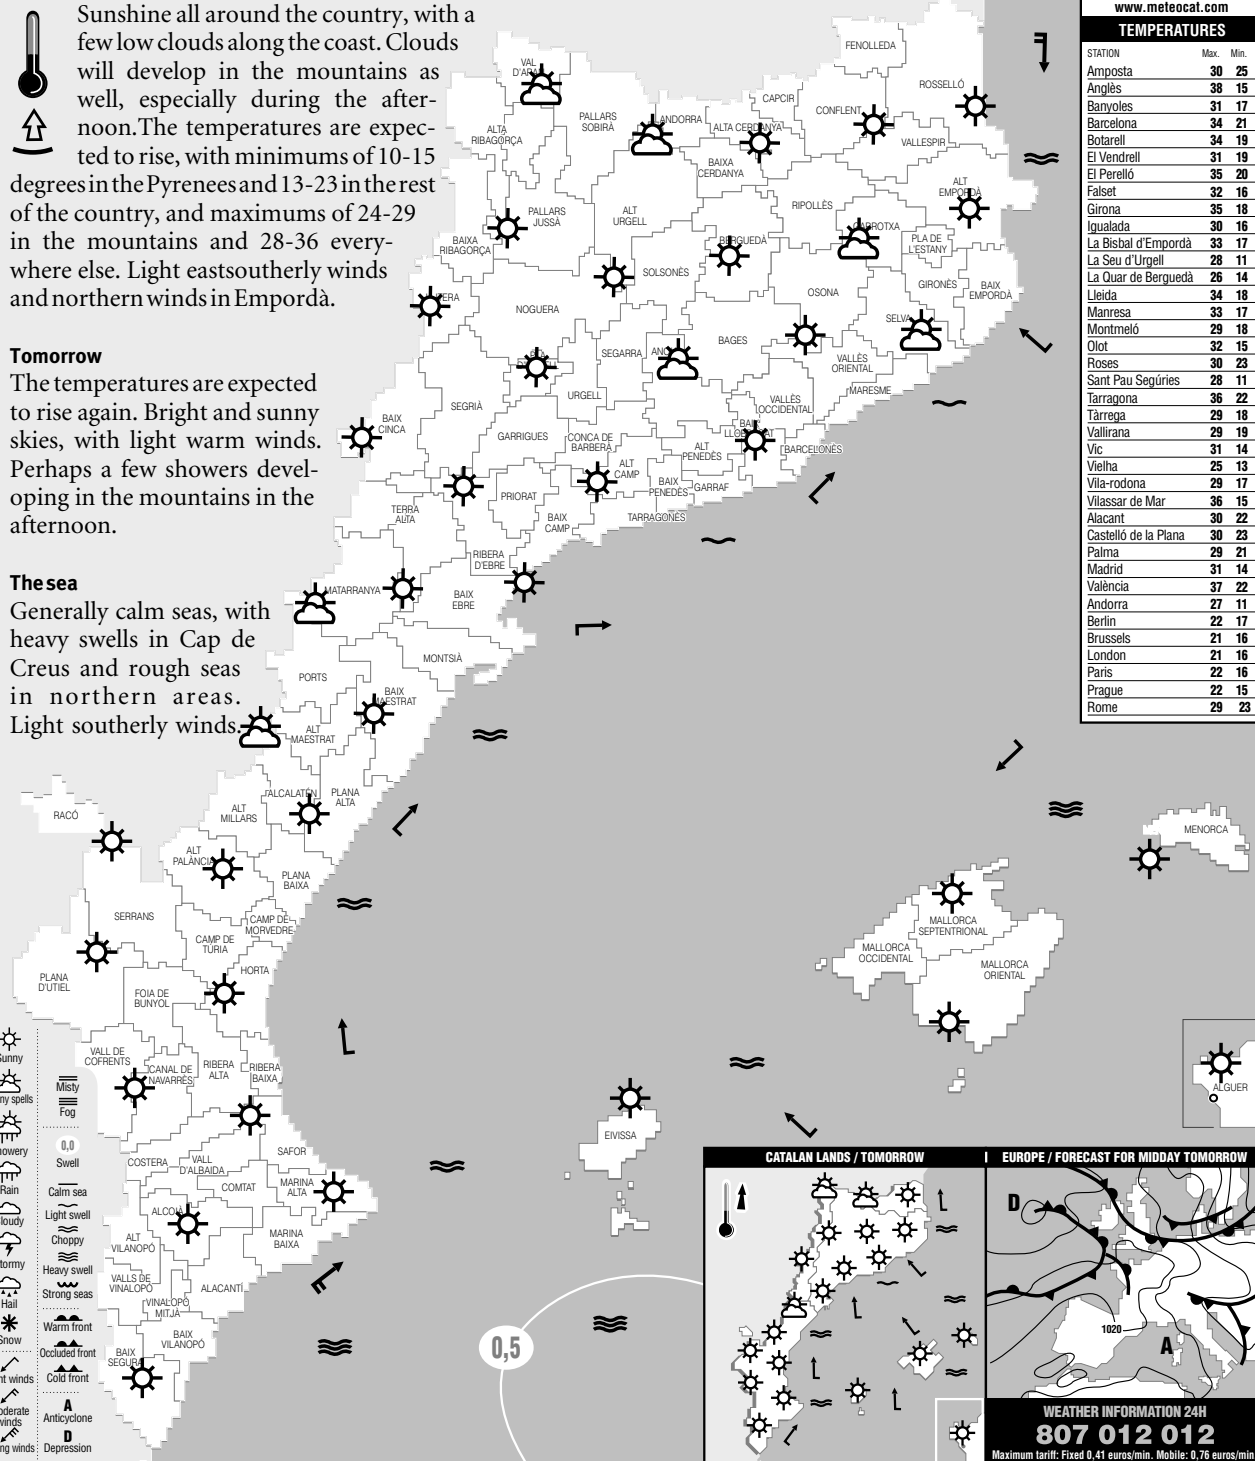 Sunshine all around the country, with a
few low clouds along the coast. Clouds
will develop in the mountains as
well, especially during the after-
noon.The temperatures are expec-
ted to rise, with minimums of 10-15
degrees in the Pyrenees and 13-23 in the rest
of the country, and maximums of 24-29
in the mountains and 28-36 every-
where else. Light eastsoutherly winds
and northern winds in Empordà.
Tomorrow
The temperatures are expected
to rise again. Bright and sunny
skies, with light warm winds.
Perhaps a few showers devel-
oping in the mountains in the
afternoon.
The sea
Generally calm seas, with
heavy swells in Cap de
Creus and rough seas
in northern areas.
Light southerly winds.
www.meteocat.com
TEMPERATURES
STATION Max. Min.
Amposta 30 25
Anglès 38 15
Banyoles 31 17
Barcelona 34 21
Botarell 34 19
El Vendrell 31 19
El Perelló 35 20
Falset 32 16
Girona 35 18
Igualada 30 16
La Bisbal d'Empordà 33 17
La Seu d'Urgell 28 11
La Quar de Berguedà 26 14
Lleida 34 18
Manresa 33 17
Montmeló 29 18
Olot 32 15
Roses 30 23
Sant Pau Segúries 28 11
Tarragona 36 22
Tàrrega 29 18
Vallirana 29 19
Vic 31 14
Vielha 25 13
Vila-rodona 29 17
Vilassar de Mar 36 15
Alacant 30 22
Castelló de la Plana 30 23
Palma 29 21
Madrid 31 14
València 37 22
Andorra 27 11
Berlin 22 17
Brussels 21 16
London 21 16
Paris 22 16
Prague 22 15
Rome 29 23
FENOLLEDA
VAL
D'ARAN
CAPCIR
CONFLENT
ROSSELLÓ
PALLARS
SOBIRÀ
ANDORRA
ALTA CERDANYA
VALLESPIR
ALTA
RIBAGORÇA
BAIXA
CERDANYA
ALT
EMPORDÀ
PALLARS
JUSSÀ
ALT
URGELL
RIPOLLÈS
GARROTXA
PLA DE
L'ESTANY
BAIXA
RIBAGORÇA
BERGUEDÀ
SOLSONÈS
OSONA
GIRONÈS
BAIX
EMPORDÀ
LLITERA
NOGUERA
SELVA
BAGES
SEGARRA
VALLÈS
ORIENTAL
MARESME
URGELL
SEGRIÀ
VALLÈS
OCCIDENTAL
BAIX
CINCA
GARRIGUES
CONCA DE
BARBERÀ
ALT
PENEDÈS
BARCELONÈS
ALT
CAMP
BAIX
PENEDÈS
GARRAF
PRIORAT
TERRA
ALTA
BAIX
CAMP
TARRAGONÈS
RIBERA
D'EBRE
MATARRANYA
BAIX
EBRE
MONTSIÀ
PORTS
BAIX
MAESTRAT
ALT
MAESTRAT
L'ALCALATÉN
PLANA
ALTA
RACÓ
ALT
MILLARS
MENORCA
ALT
PALÀNCIA
PLANA
BAIXA
SERRANS
CAMP DE
MORVEDRE
MALLORCA
SEPTENTRIONAL
CAMP DE
TÚRIA
MALLORCA
OCCIDENTAL
MALLORCA
ORIENTAL
HORTA
PLANA
D'UTIEL
FOIA DE
BUNYOL
VALL DE
COFRENTS
CANAL DE
NAVARRÉS
RIBERA
ALTA
RIBERA
BAIXA
ALGUER
EIVISSA
SAFOR
COSTERA
VALL
D'ALBAIDA
COMTAT
MARINA
ALTA
ALCOIÀ
ALT
VINALOPÓ
MARINA
BAIXA
VALLS DE
VINALOPÓ
ALACANTÍ
VINALOPÓ
MITJÀ
BAIX
VINALOPÓ
BAIX
SEGURA
Misty
Fog
0,0
Swell
Calm sea
Light swell
Choppy
Heavy swell
Strong seas
Warm front
Occluded front
Cold front
A
Anticyclone
D
Depression
Rain
Hail
0,5
CATALAN LANDS / TOMORROW
EUROPE / FORECAST FOR MIDDAY TOMORROW
D
1020
A
WEATHER INFORMATION 24H
807 012 012
Maximum tariff: Fixed 0,41 euros/min. Mobile: 0,76 euros/min